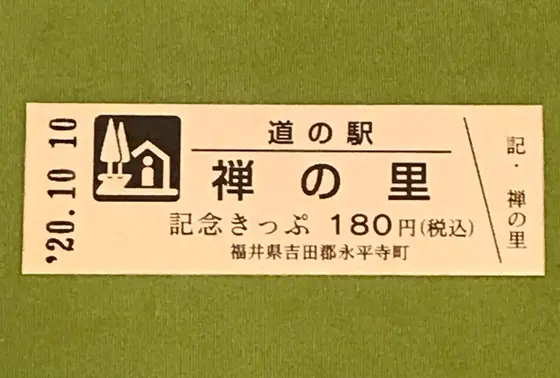 '20.10 10
道の駅
禅の里
記念きっぷ 180円(税込)
福井県吉田郡永平寺町
記・禅の里